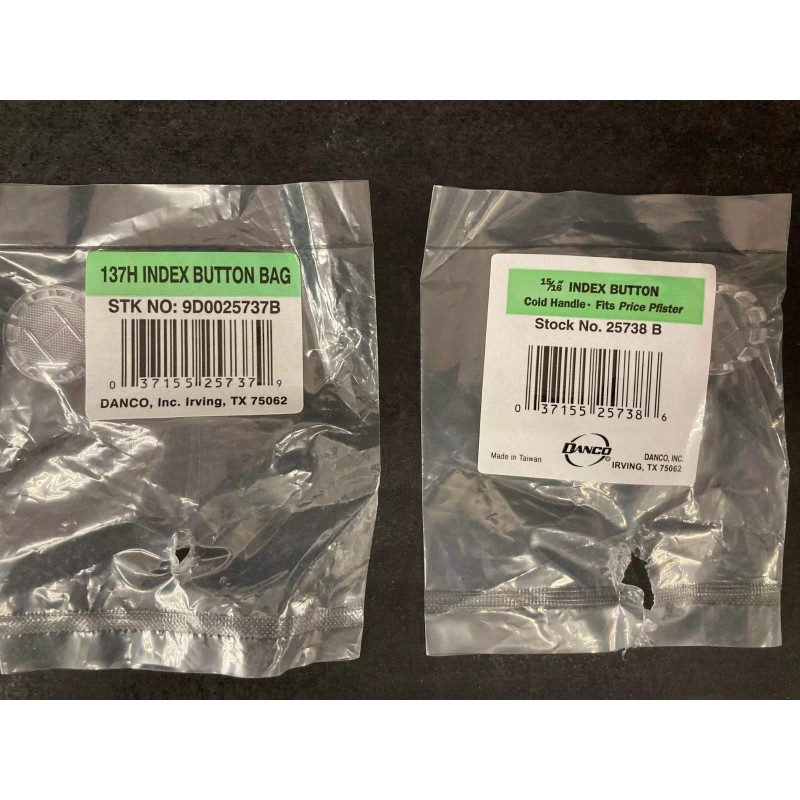 137H INDEX BUTTON BAG
STK NO: 9D0025737B
0 37155 25737 9
DANCO, Inc. Irving, TX 75062
15/16" INDEX BUTTON
Cold Handle · Fits Price Pfister
Stock No. 25738 B
0 37155 25738 6
Made in Taiwan
DANCO®
DANCO, INC.
IRVING, TX 75062